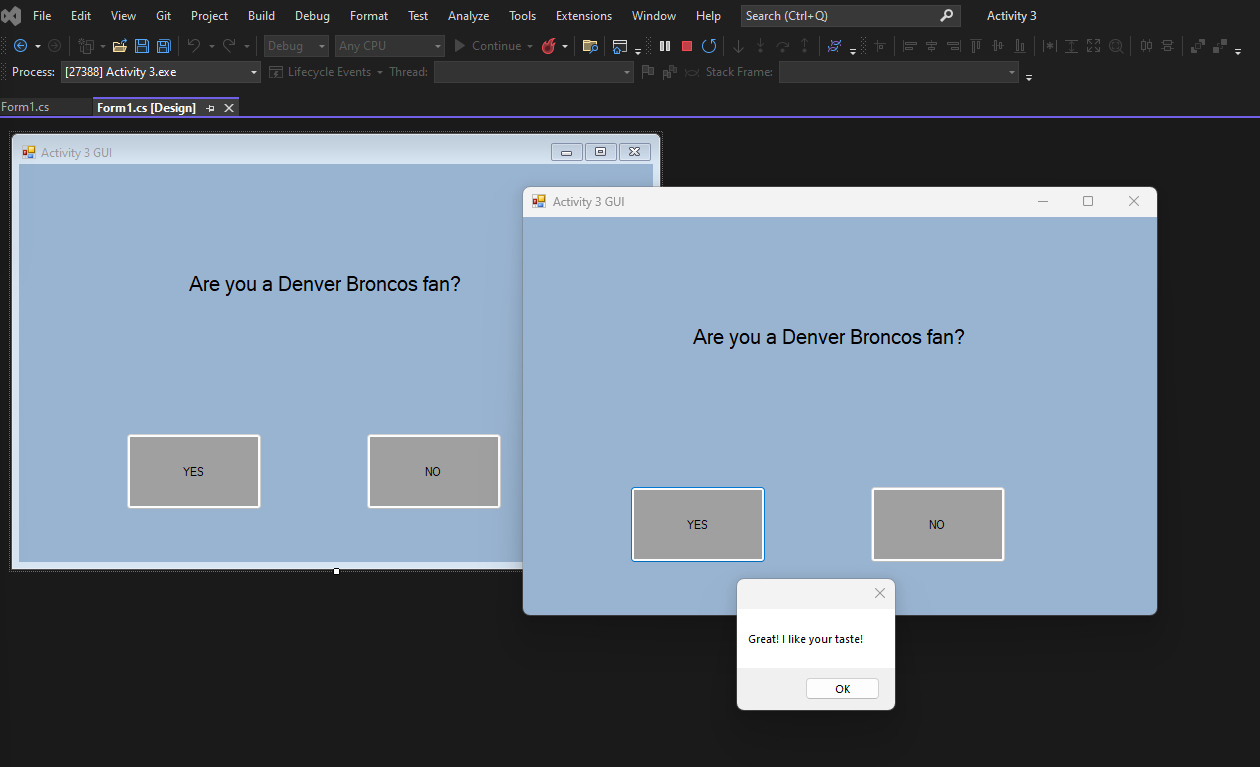 File Edit View Git Project Build Debug Format Test Analyze Tools Extensions Window Help Search (Ctrl+Q) Activity 3
Debug Any CPU Continue
Process: [27388] Activity 3.exe Lifecycle Events Thread: Stack Frame:
Form1.cs Form1.cs [Design]
Activity 3 GUI
Are you a Denver Broncos fan?
YES NO
Activity 3 GUI
Are you a Denver Broncos fan?
YES NO
Great! I like your taste!
OK